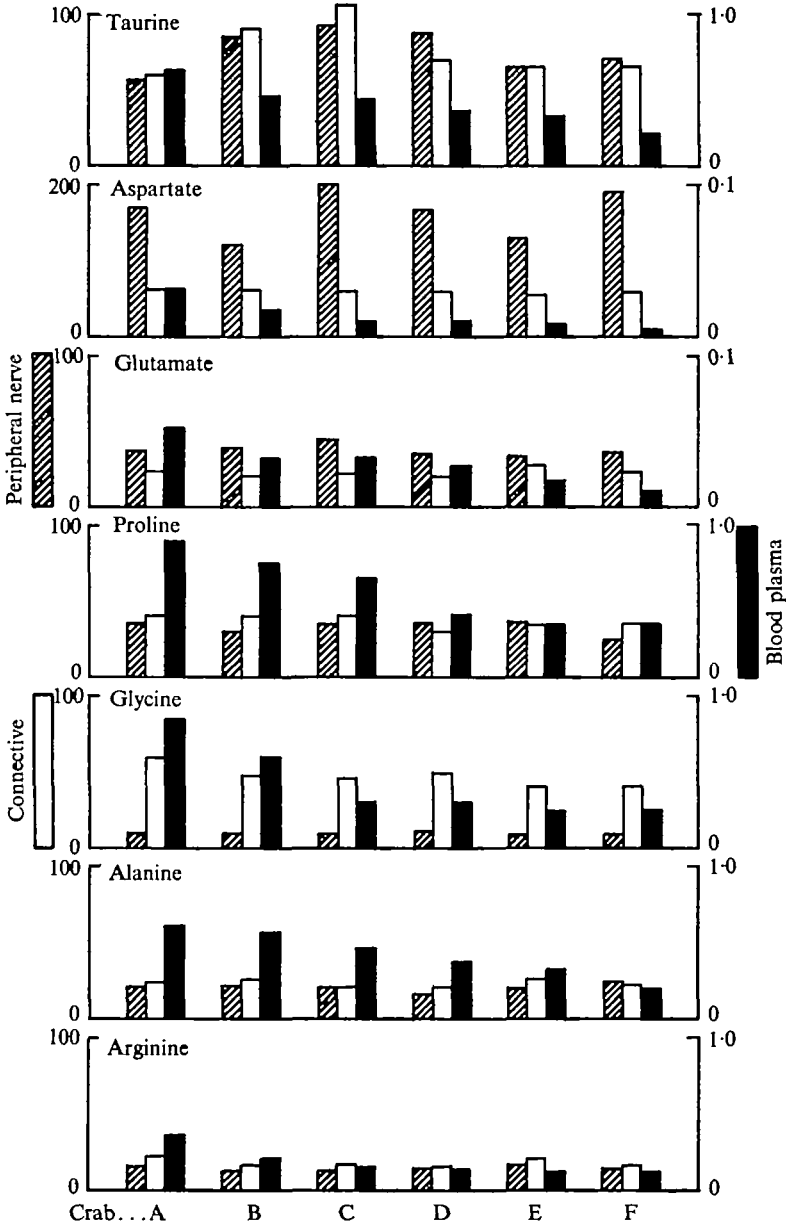 100 Taurine 1·0
0 0
200 Aspartate 0·1
0 0
100 Glutamate 0·1
0 0
Peripheral nerve
100 Proline 1·0
0 0
Blood plasma
100 Glycine 1·0
0 0
Connective
100 Alanine 1·0
0 0
100 Arginine 1·0
0 0
Crab...A B C D E F